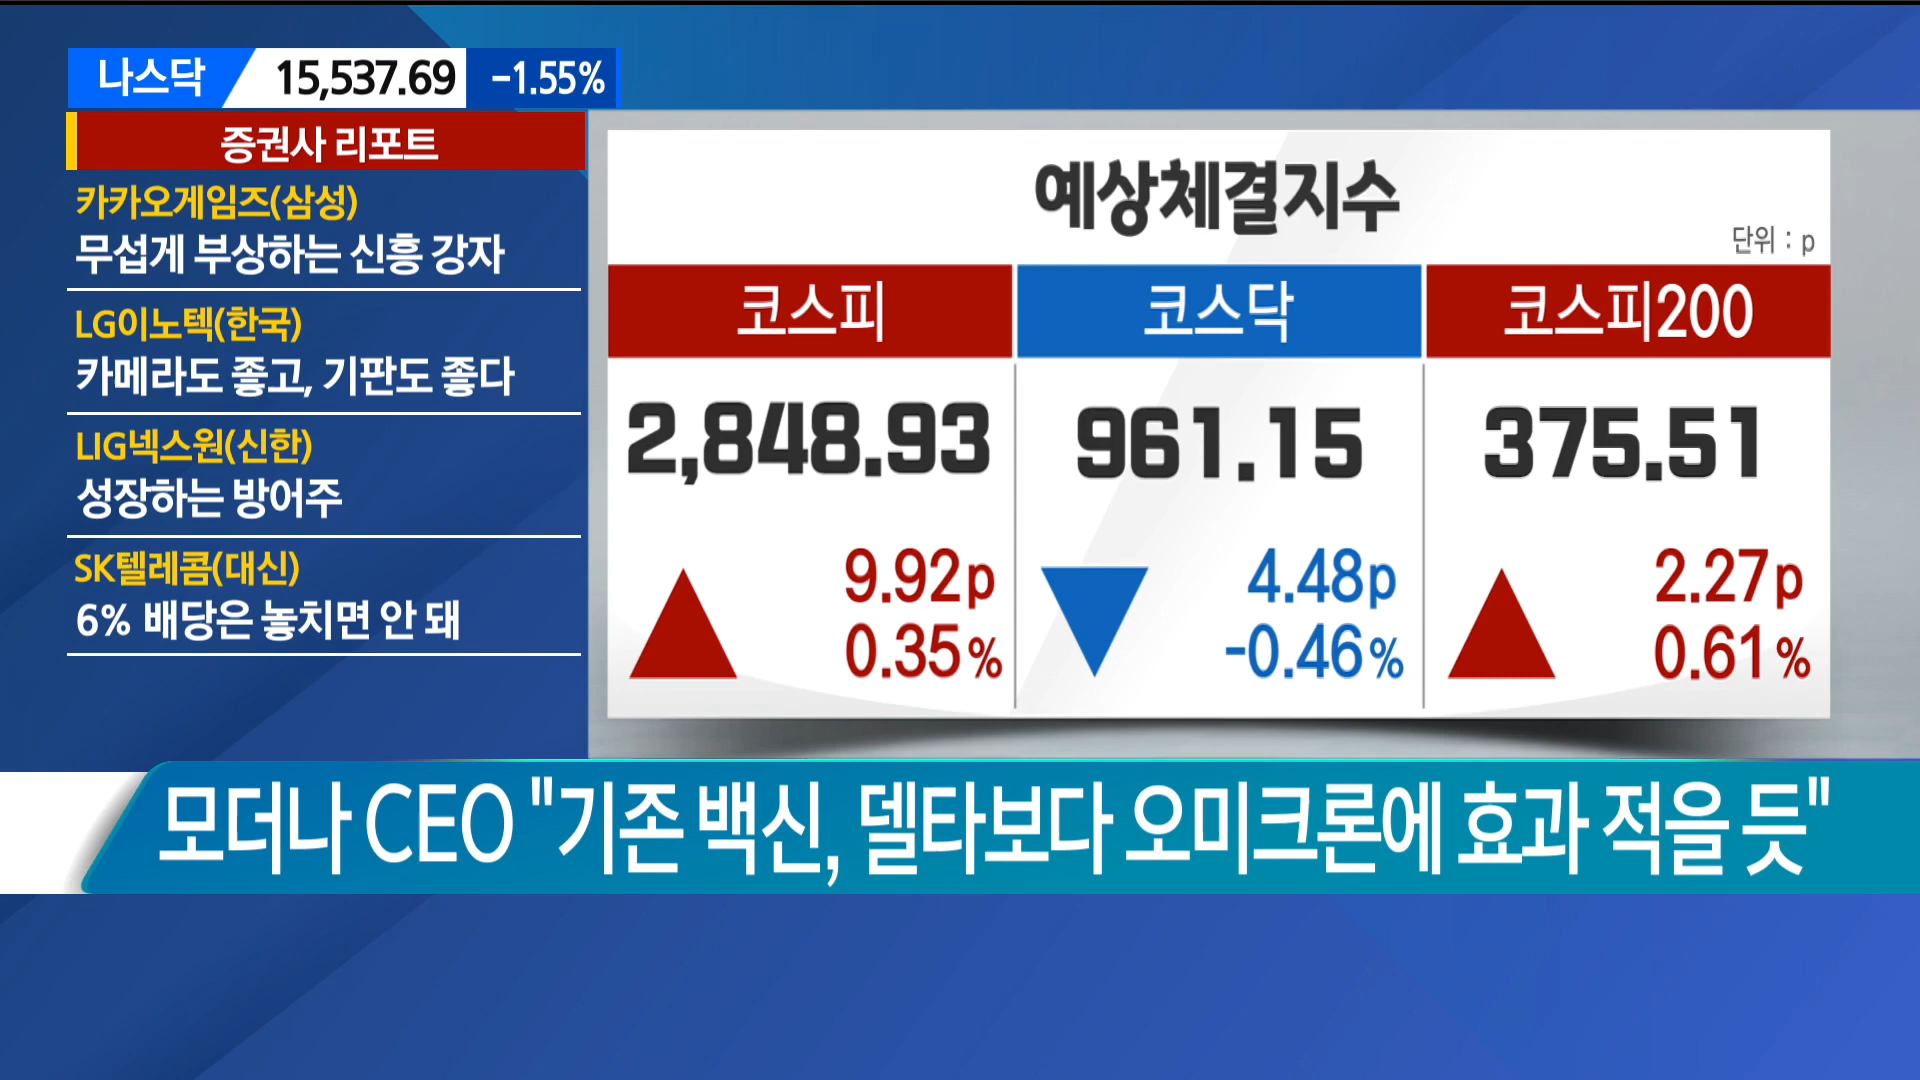 나스닥 15,537.69 -1.55%
증권사 리포트
카카오게임즈(삼성)
무섭게 부상하는 신흥 강자
LG이노텍(한국)
카메라도 좋고, 기판도 좋다
LIG넥스원(신한)
성장하는 방어주
SK텔레콤(대신)
6% 배당은 놓치면 안 돼
예상체결지수
단위 : p
코스피 코스닥 코스피200
2,848.93 961.15 375.51
9.92p 4.48p 2.27p
0.35% -0.46% 0.61%
모더나 CEO "기존 백신, 델타보다 오미크론에 효과 적을 듯"